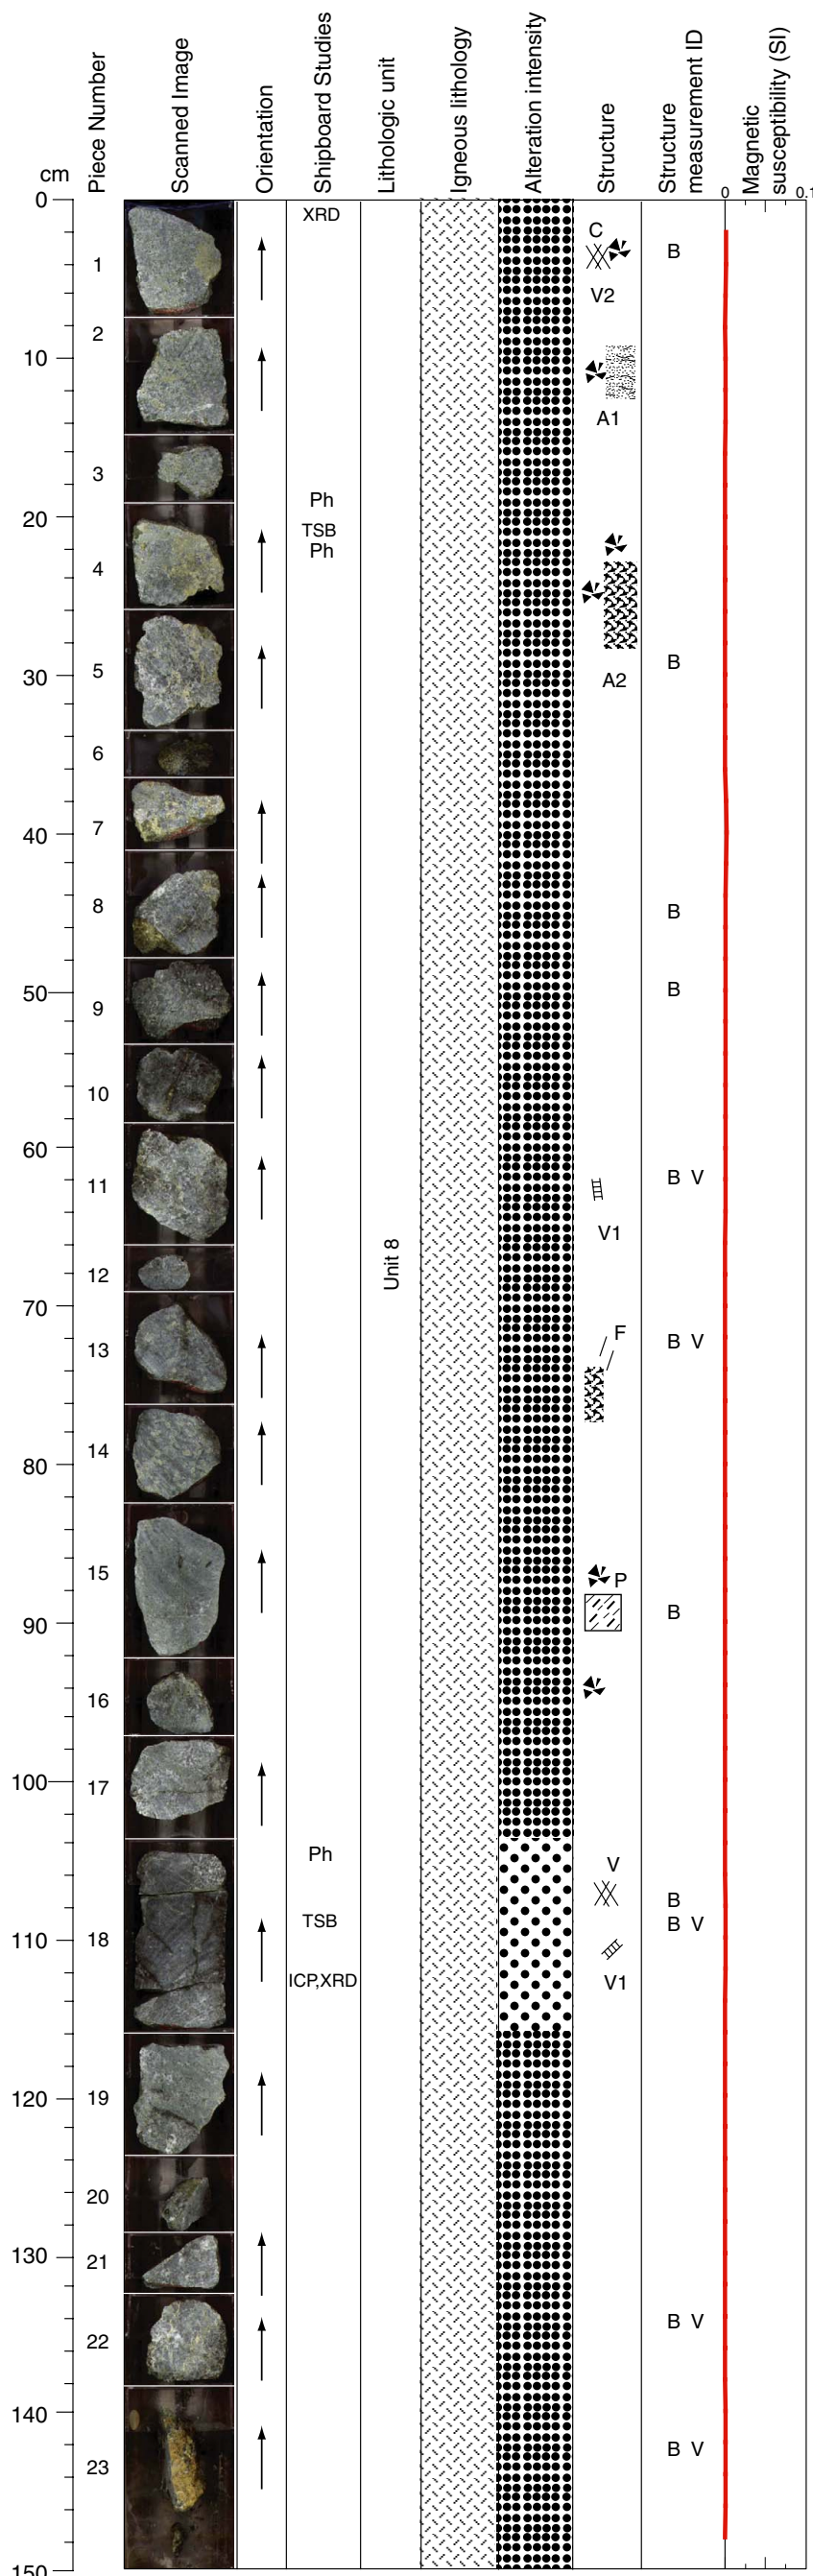 cm
Piece Number
Scanned Image
Orientation
Shipboard Studies
Lithologic unit
Igneous lithology
Alteration intensity
Structure
Structure
measurement ID
Magnetic
susceptibility (SI)
0 0.1
0
XRD
C
1
B
V2
2
10
A1
3
Ph
20
TSB
Ph
4
B
5
30
A2
6
7
40
8
B
B
50
9
10
60
11
B V
V1
Unit 8
12
70
F
13
B V
14
80
15
P
90
B
16
100
17
Ph
V
B
TSB
B V
18
110
ICP,XRD
V1
19
120
20
130
21
B V
22
140
B V
23
150